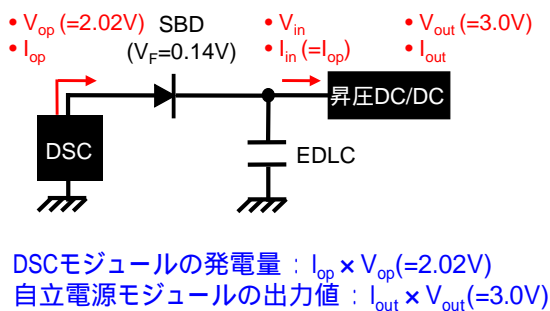 • Vop (=2.02V)
• Iop
SBD
(VF=0.14V)
• Vin
• Iin (=Iop)
• Vout (=3.0V)
• Iout
昇圧DC/DC
DSC
EDLC
DSCモジュールの発電量：Iop × Vop(=2.02V)
自立電源モジュールの出力値：Iout × Vout(=3.0V)